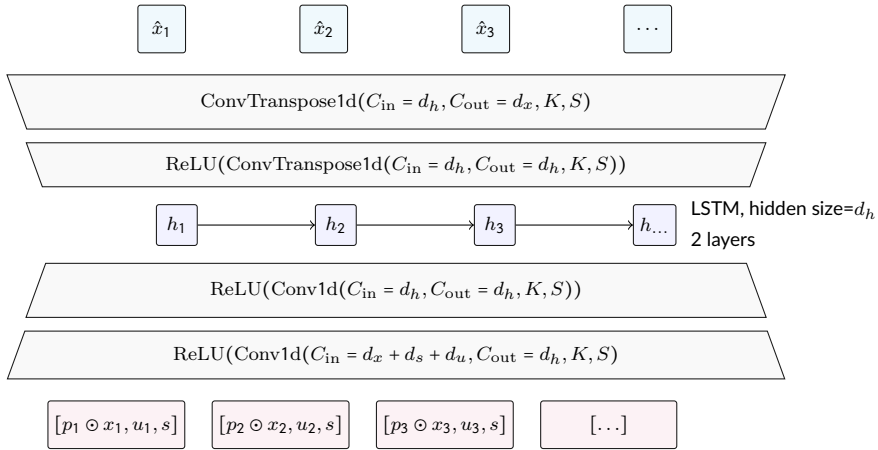 x̂₁ x̂₂ x̂₃ ⋯
ConvTranspose1d(C_in = d_h, C_out = d_x, K, S)
ReLU(ConvTranspose1d(C_in = d_h, C_out = d_h, K, S))
h₁ h₂ h₃ h_… LSTM, hidden size=d_h
2 layers
ReLU(Conv1d(C_in = d_h, C_out = d_h, K, S))
ReLU(Conv1d(C_in = d_x + d_s + d_u, C_out = d_h, K, S)
[p₁ ⊙ x₁, u₁, s] [p₂ ⊙ x₂, u₂, s] [p₃ ⊙ x₃, u₃, s] […]